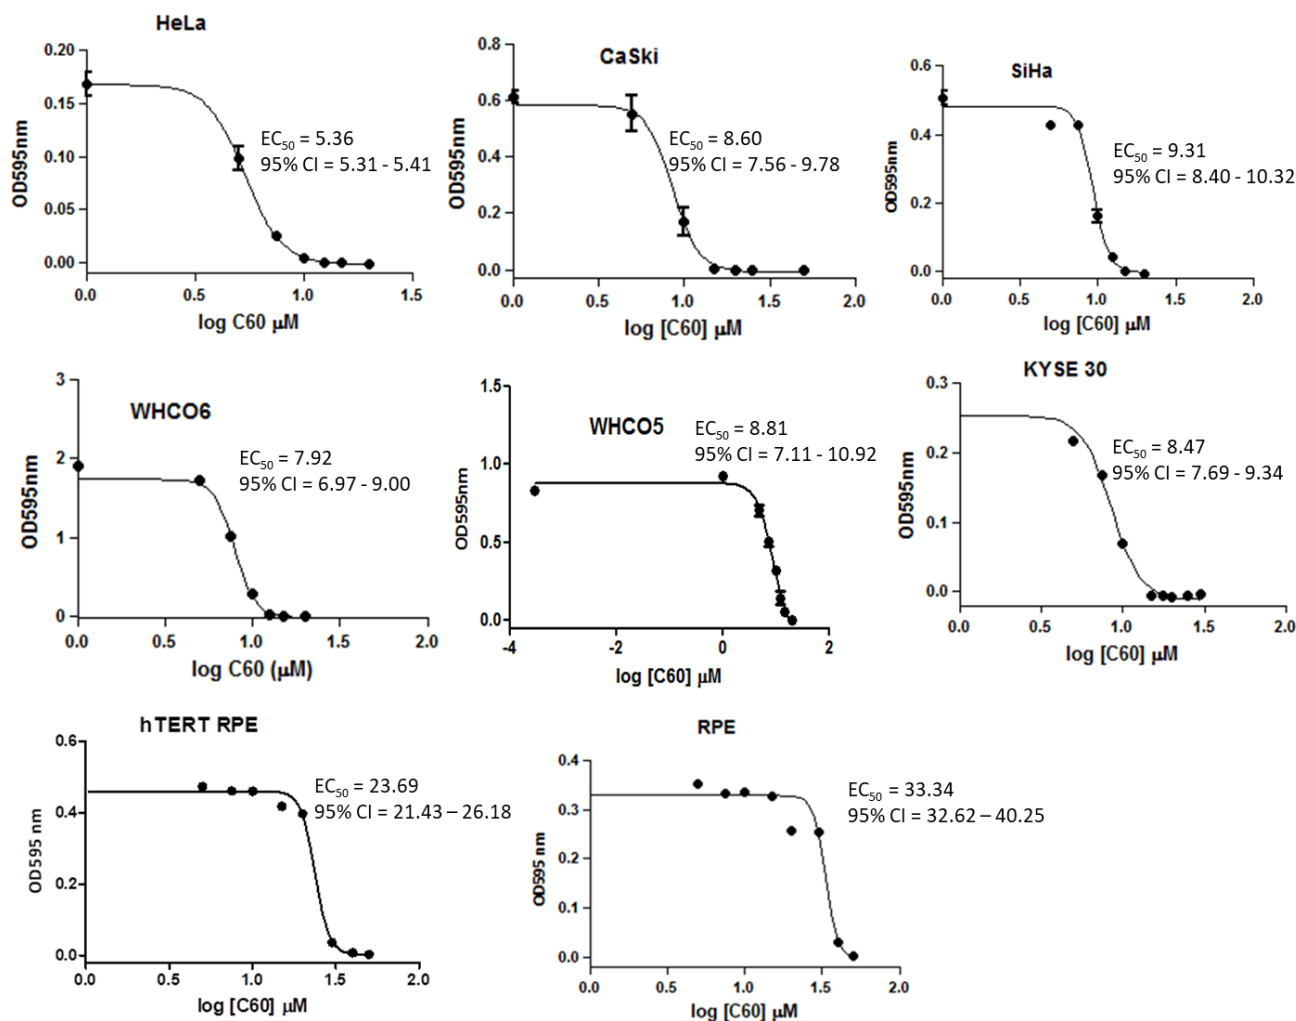 HeLa
0.20
0.15
0.10
0.05
0.00
OD595nm
EC50 = 5.36
95% CI = 5.31 - 5.41
0.0 0.5 1.0 1.5
log C60 μM
CaSki
0.8
0.6
0.4
0.2
0.0
OD595nm
EC50 = 8.60
95% CI = 7.56 - 9.78
0.0 0.5 1.0 1.5 2.0
log [C60] μM
SiHa
0.6
0.4
0.2
0.0
OD595nm
EC50 = 9.31
95% CI = 8.40 - 10.32
0.0 0.5 1.0 1.5 2.0
log [C60] μM
WHCO6
3
2
1
0
OD595nm
EC50 = 7.92
95% CI = 6.97 - 9.00
0.0 0.5 1.0 1.5 2.0
log C60 (μM)
WHCO5
1.5
1.0
0.5
0.0
OD595nm
EC50 = 8.81
95% CI = 7.11 - 10.92
-4 -2 0 2
log [C60] μM
KYSE 30
0.3
0.2
0.1
0.0
OD595nm
EC50 = 8.47
95% CI = 7.69 - 9.34
0.0 0.5 1.0 1.5 2.0
log [C60] μM
hTERT RPE
0.6
0.4
0.2
0.0
OD595 nm
EC50 = 23.69
95% CI = 21.43 – 26.18
0.0 0.5 1.0 1.5 2.0
log [C60] μM
RPE
0.4
0.3
0.2
0.1
0.0
OD595 nm
EC50 = 33.34
95% CI = 32.62 – 40.25
0.0 0.5 1.0 1.5 2.0
log [C60] μM